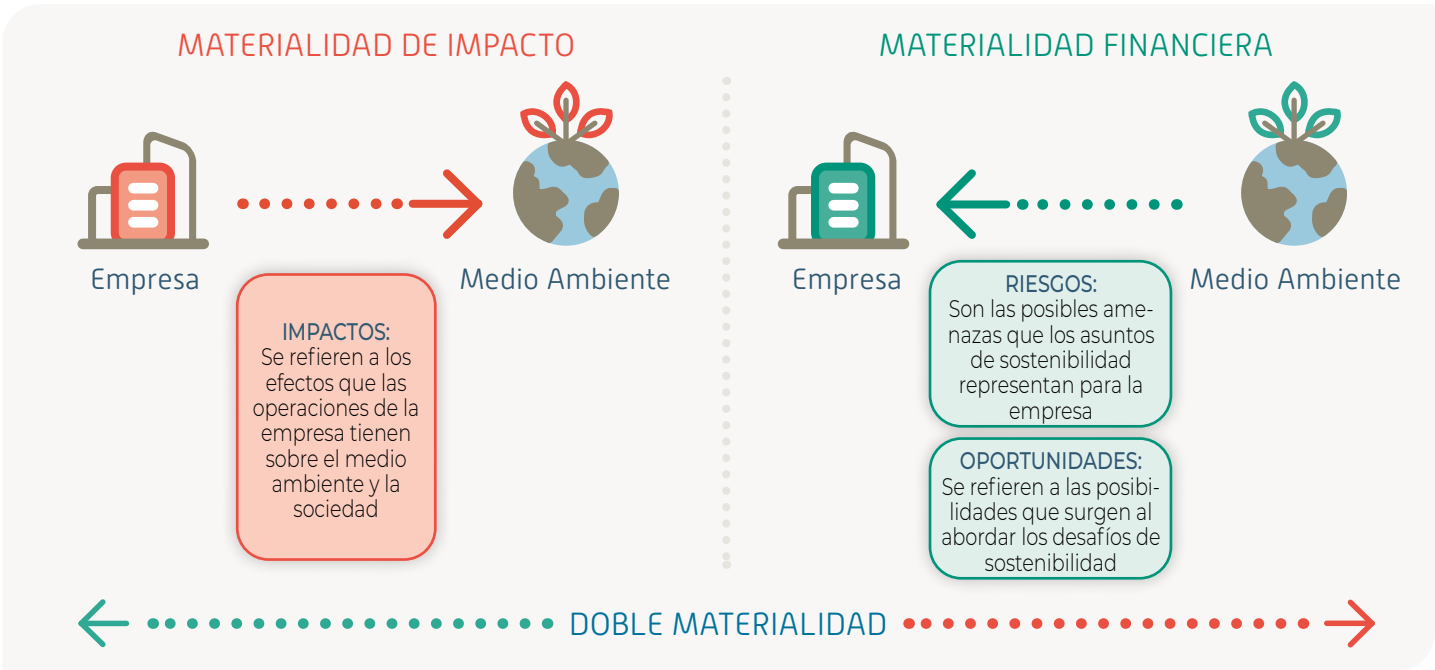 MATERIALIDAD DE IMPACTO
Empresa
Medio Ambiente
IMPACTOS:
Se refieren a los
efectos que las
operaciones de la
empresa tienen
sobre el medio
ambiente y la
sociedad
MATERIALIDAD FINANCIERA
Empresa
Medio Ambiente
RIESGOS:
Son las posibles ame-
nazas que los asuntos
de sostenibilidad
representan para la
empresa
OPORTUNIDADES:
Se refieren a las posibi-
lidades que surgen al
abordar los desafíos de
sostenibilidad
DOBLE MATERIALIDAD